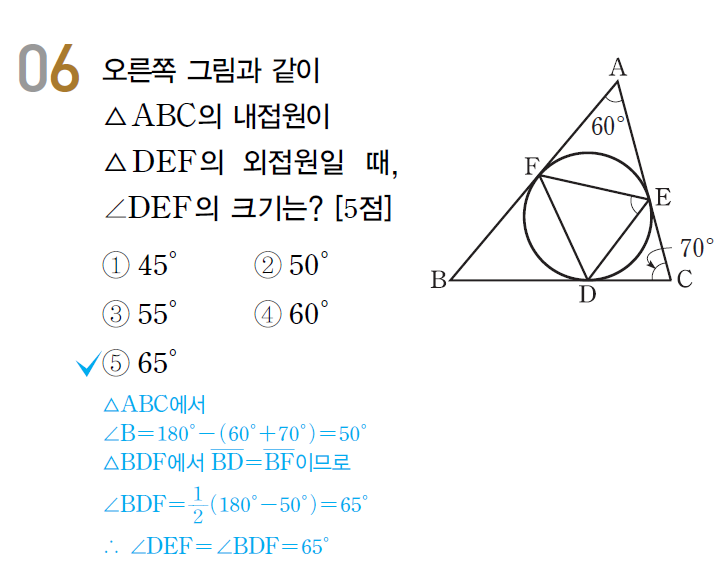 06
오른쪽 그림과 같이
△ABC의 내접원이
△DEF의 외접원일 때,
∠DEF의 크기는? [5점]
① 45° ② 50°
③ 55° ④ 60°
⑤ 65°
△ABC에서
∠B=180°-(60°+70°)=50°
△BDF에서 B̅D̅=B̅F̅이므로
∠BDF=1/2(180°-50°)=65°
∴ ∠DEF=∠BDF=65°
A
60°
F
E
70°
B
D
C